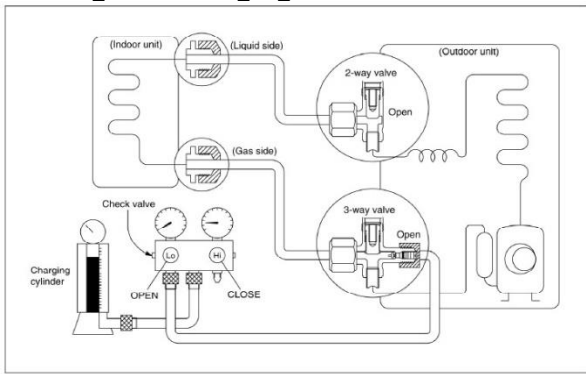 (Indoor unit)
(Liquid side)
(Outdoor unit)
2-way valve
Open
(Gas side)
3-way valve
Open
Check valve
Lo
Hi
OPEN
CLOSE
Charging
cylinder